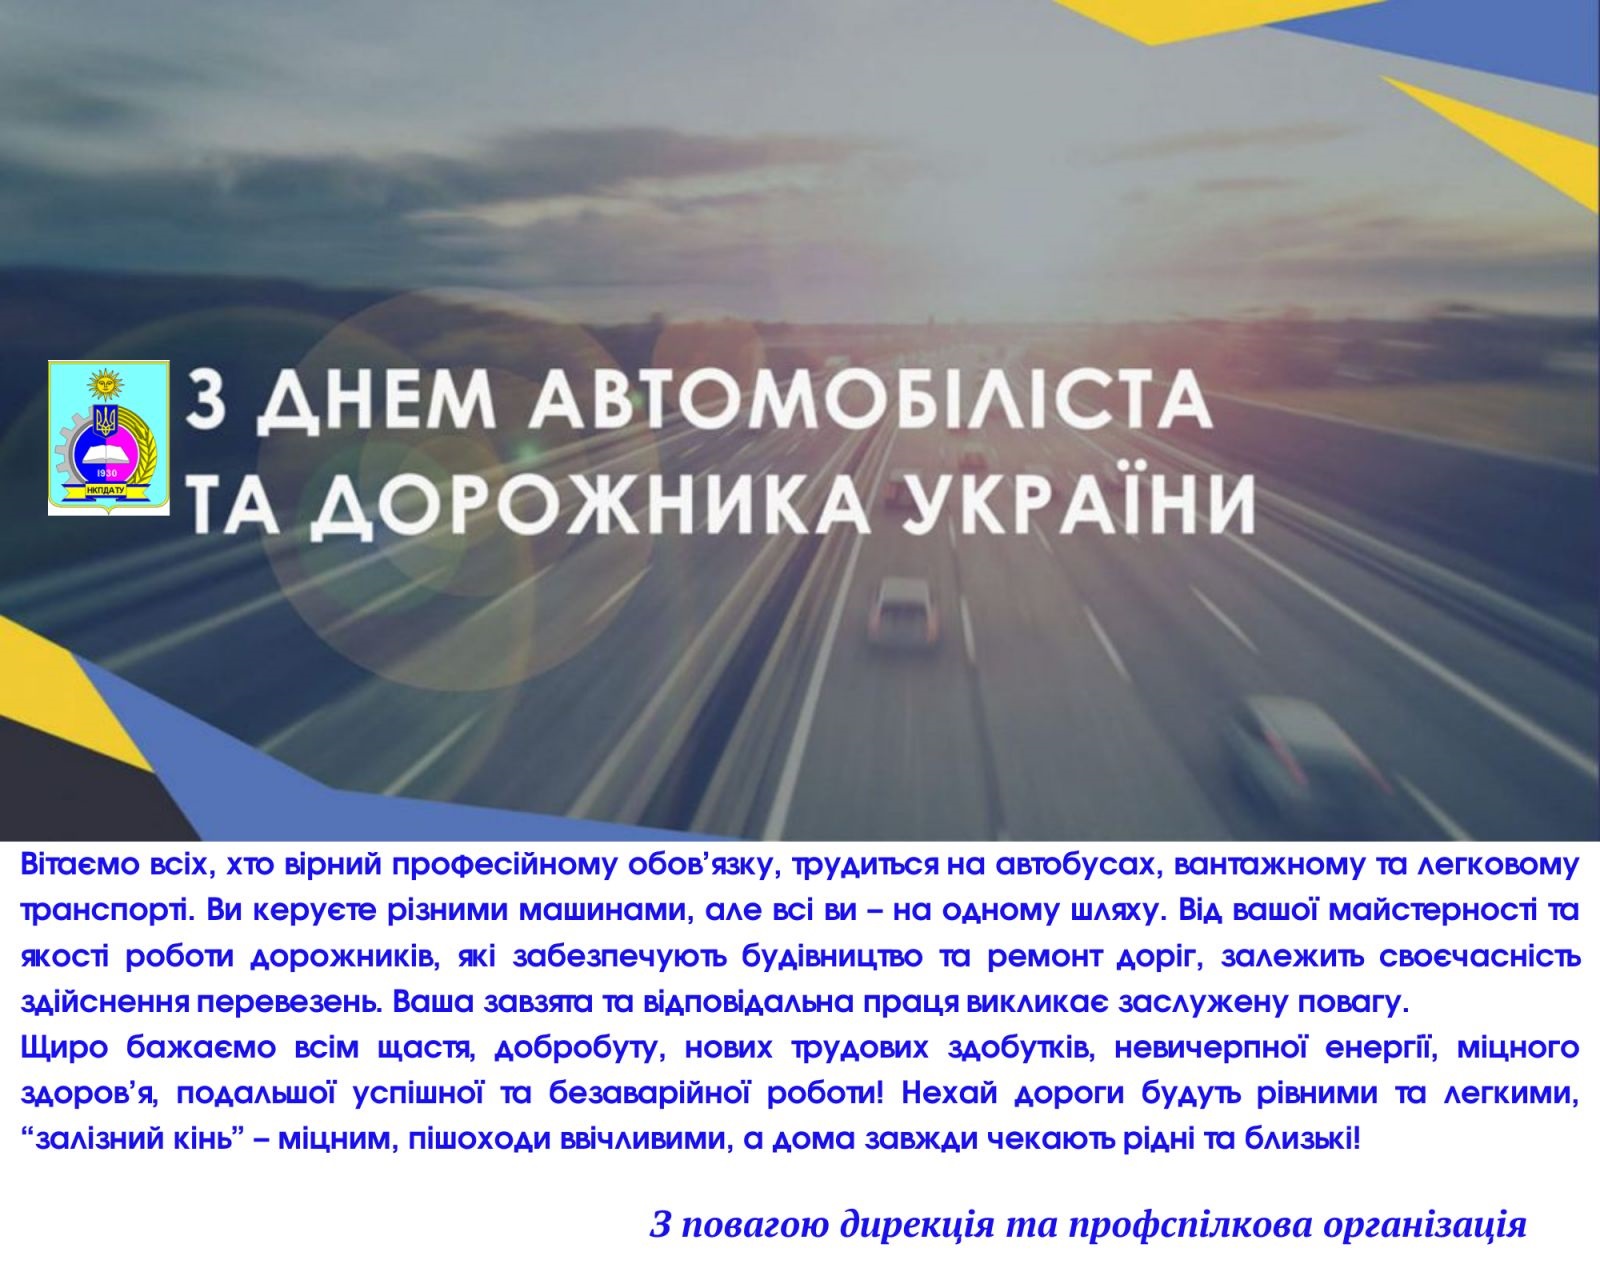 З ДНЕМ АВТОМОБІЛІСТА
ТА ДОРОЖНИКА УКРАЇНИ
1930
НКПДАТУ
Вітаємо всіх, хто вірний професійному обов’язку, трудиться на автобусах, вантажному та легковому
транспорті. Ви керуєте різними машинами, але всі ви – на одному шляху. Від вашої майстерності та
якості роботи дорожників, які забезпечують будівництво та ремонт доріг, залежить своєчасність
здійснення перевезень. Ваша завзята та відповідальна праця викликає заслужену повагу.
Щиро бажаємо всім щастя, добробуту, нових трудових здобутків, невичерпної енергії, міцного
здоров’я, подальшої успішної та безаварійної роботи! Нехай дороги будуть рівними та легкими,
“залізний кінь” – міцним, пішоходи ввічливими, а дома завжди чекають рідні та близькі!
З повагою дирекція та профспілкова організація